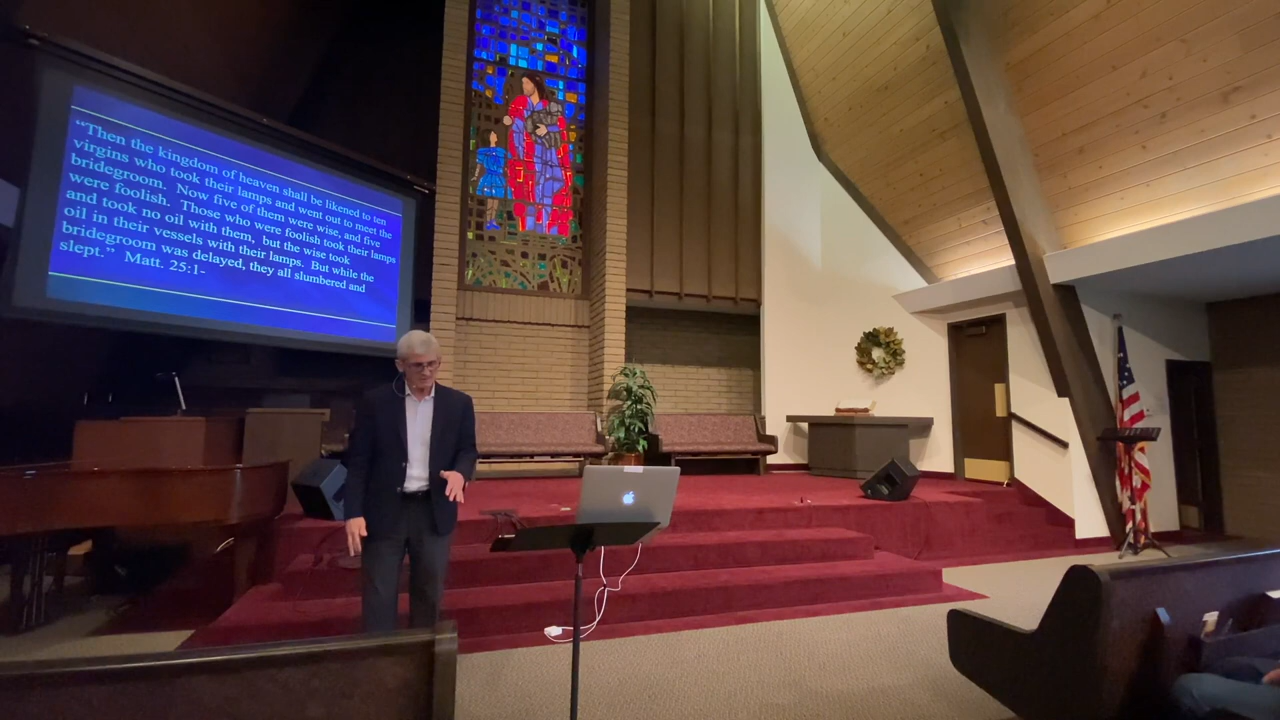 “Then the kingdom of heaven shall be likened to ten
virgins who took their lamps and went out to meet the
bridegroom.  Now five of them were wise, and five
were foolish.  Those who were foolish took their lamps
and took no oil with them,  but the wise took
oil in their vessels with their lamps.  But while the
bridegroom was delayed, they all slumbered and
slept.”  Matt. 25:1-